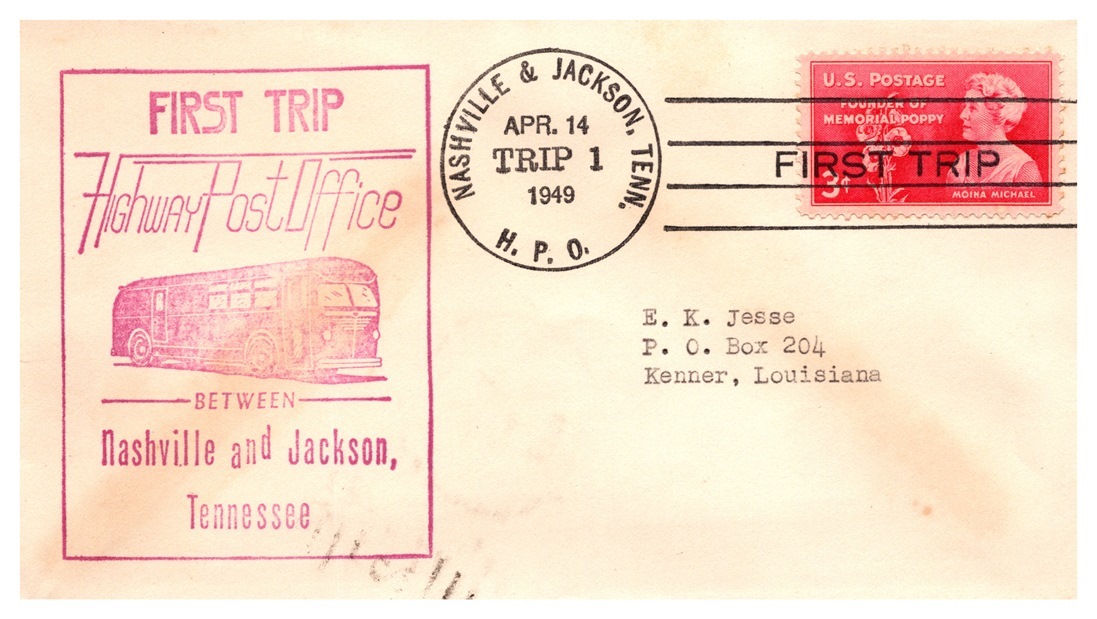 FIRST TRIP
Highway Post Office
BETWEEN
Nashville and Jackson,
Tennessee
NASHVILLE & JACKSON, TENN.
APR. 14
TRIP 1
1949
H. P. O.
U.S. POSTAGE
FOUNDER OF
MEMORIAL POPPY
FIRST TRIP
3¢
MOINA MICHAEL
E. K. Jesse
P. O. Box 204
Kenner, Louisiana